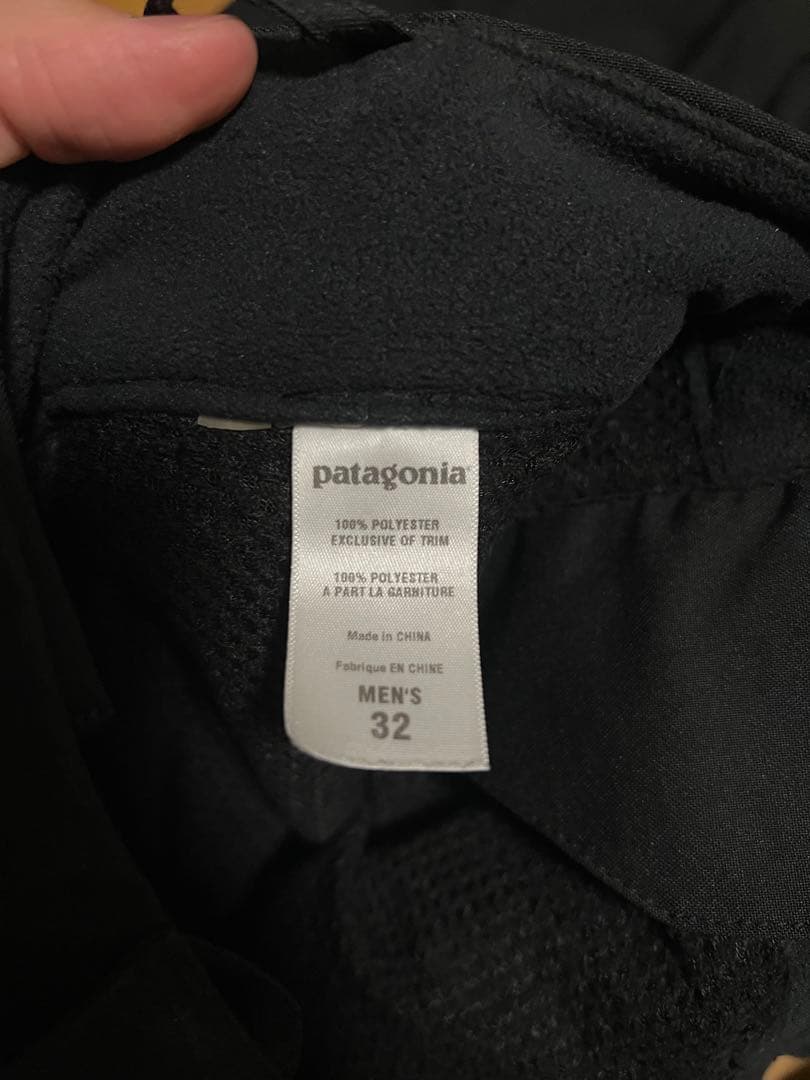 patagonia®
100% POLYESTER
EXCLUSIVE OF TRIM
100% POLYESTER
A PART LA GARNITURE
Made in CHINA
Fabrique EN CHINE
MEN'S
32